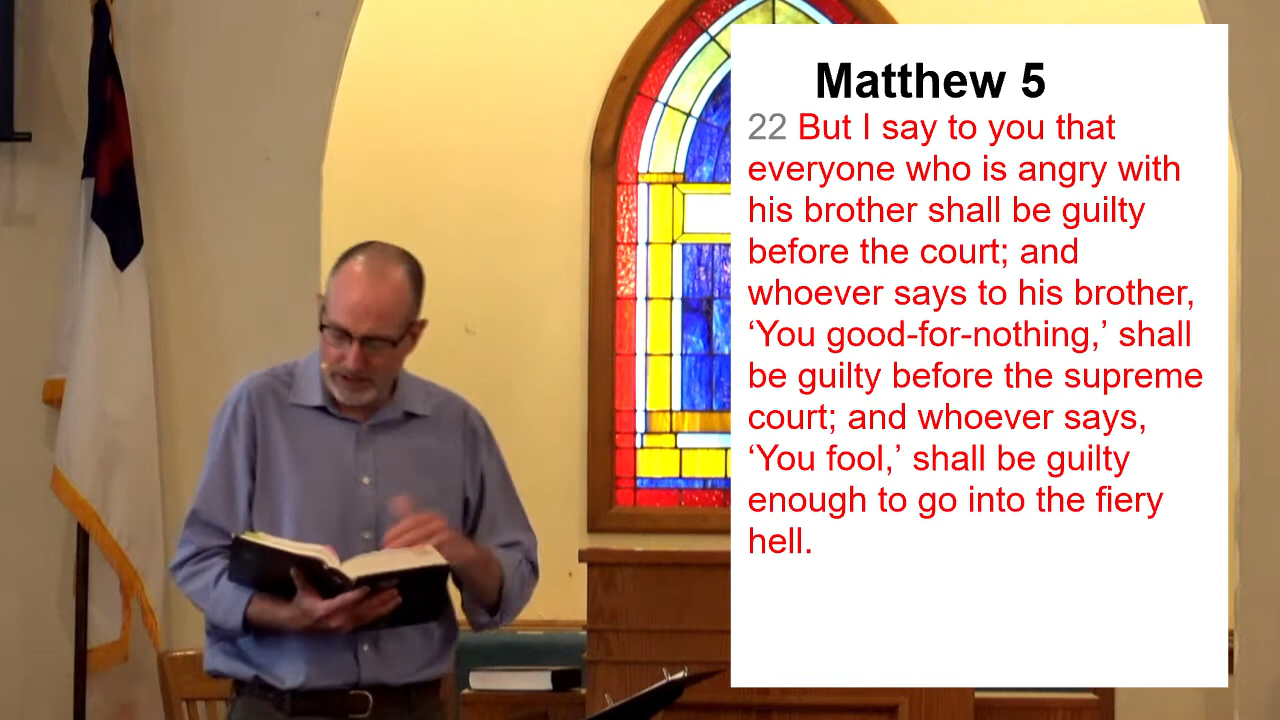 Matthew 5
22 But I say to you that
everyone who is angry with
his brother shall be guilty
before the court; and
whoever says to his brother,
‘You good-for-nothing,’ shall
be guilty before the supreme
court; and whoever says,
‘You fool,’ shall be guilty
enough to go into the fiery
hell.